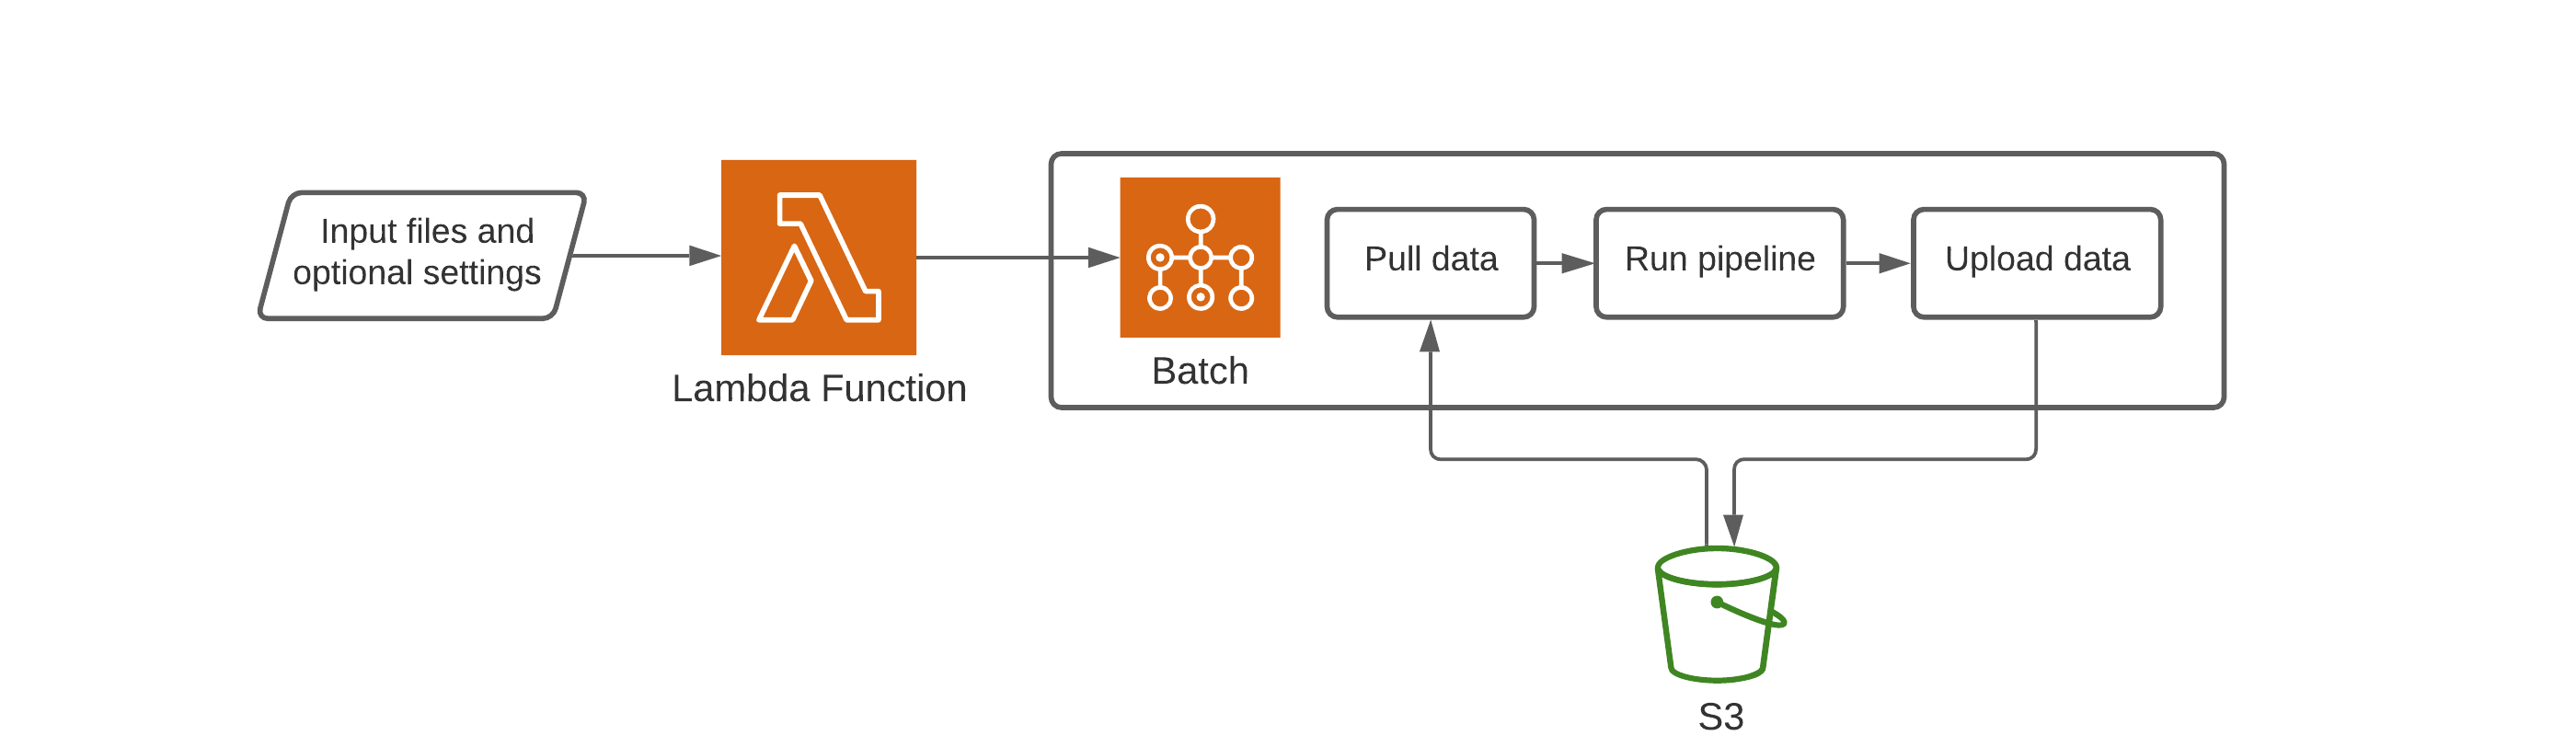 Input files and
optional settings
Lambda Function
Batch
Pull data
Run pipeline
Upload data
S3